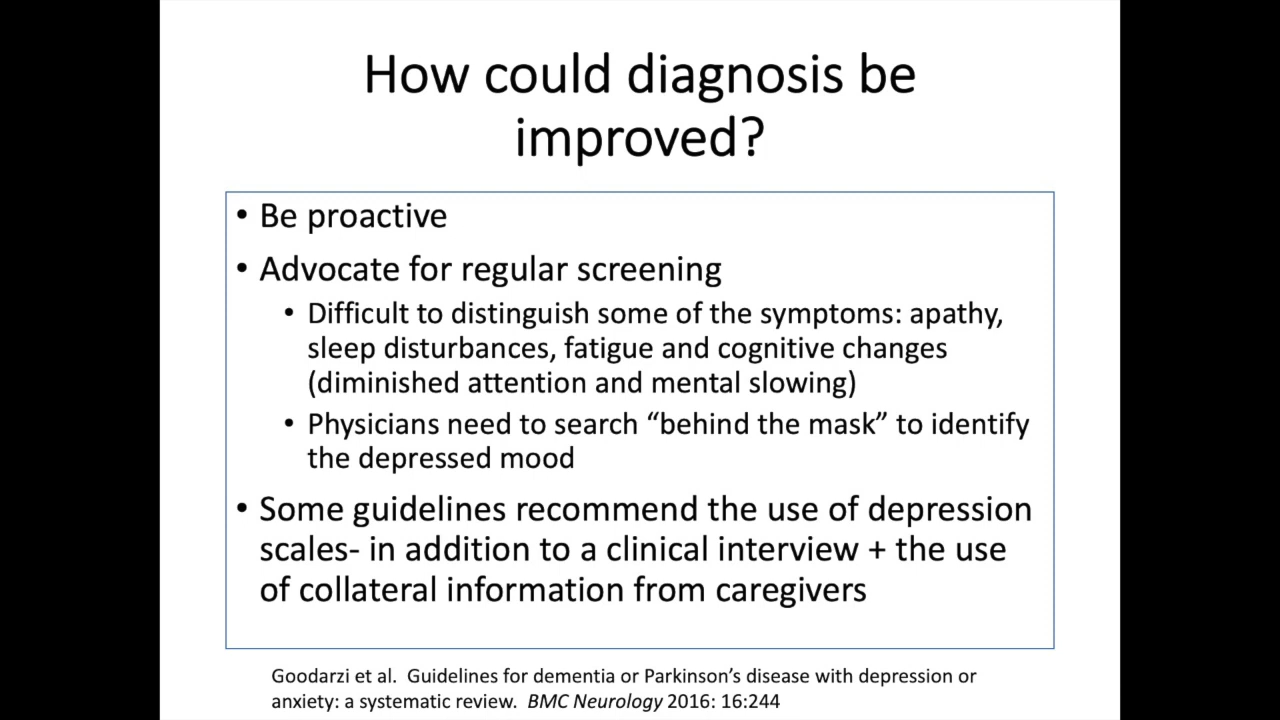 How could diagnosis be
improved?
• Be proactive
• Advocate for regular screening
• Difficult to distinguish some of the symptoms: apathy,
sleep disturbances, fatigue and cognitive changes
(diminished attention and mental slowing)
• Physicians need to search “behind the mask” to identify
the depressed mood
• Some guidelines recommend the use of depression
scales- in addition to a clinical interview + the use
of collateral information from caregivers
Goodarzi et al.  Guidelines for dementia or Parkinson’s disease with depression or
anxiety: a systematic review.  BMC Neurology 2016: 16:244